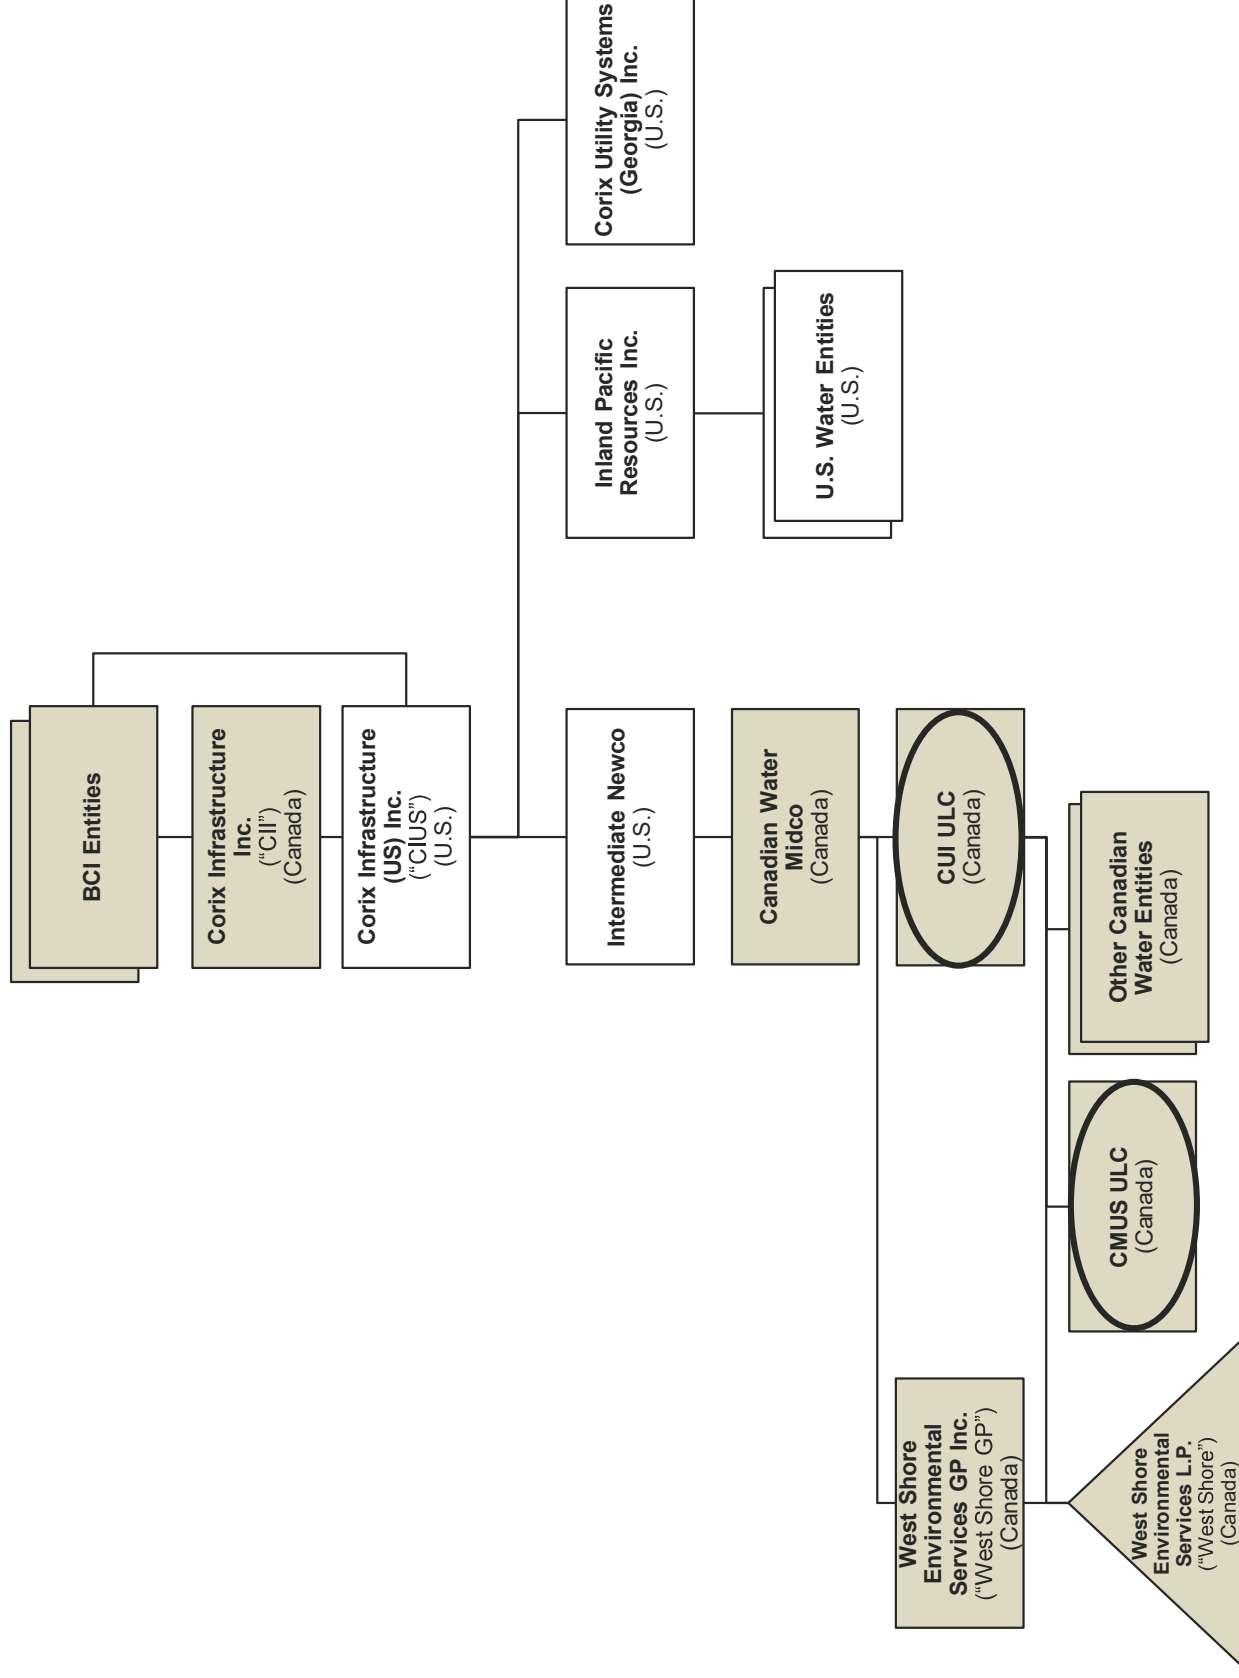 BCI Entities
Corix Infrastructure
Inc.
(“CII”)
(Canada)
Corix Infrastructure
(US) Inc.
(“CIUS”)
(U.S.)
Intermediate Newco
(U.S.)
Inland Pacific
Resources Inc.
(U.S.)
Corix Utility Systems
(Georgia) Inc.
(U.S.)
Canadian Water
Midco
(Canada)
U.S. Water Entities
(U.S.)
West Shore
Environmental
Services GP Inc.
(“West Shore GP”)
(Canada)
CUI ULC
(Canada)
West Shore
Environmental
Services L.P.
(“West Shore”)
(Canada)
CMUS ULC
(Canada)
Other Canadian
Water Entities
(Canada)